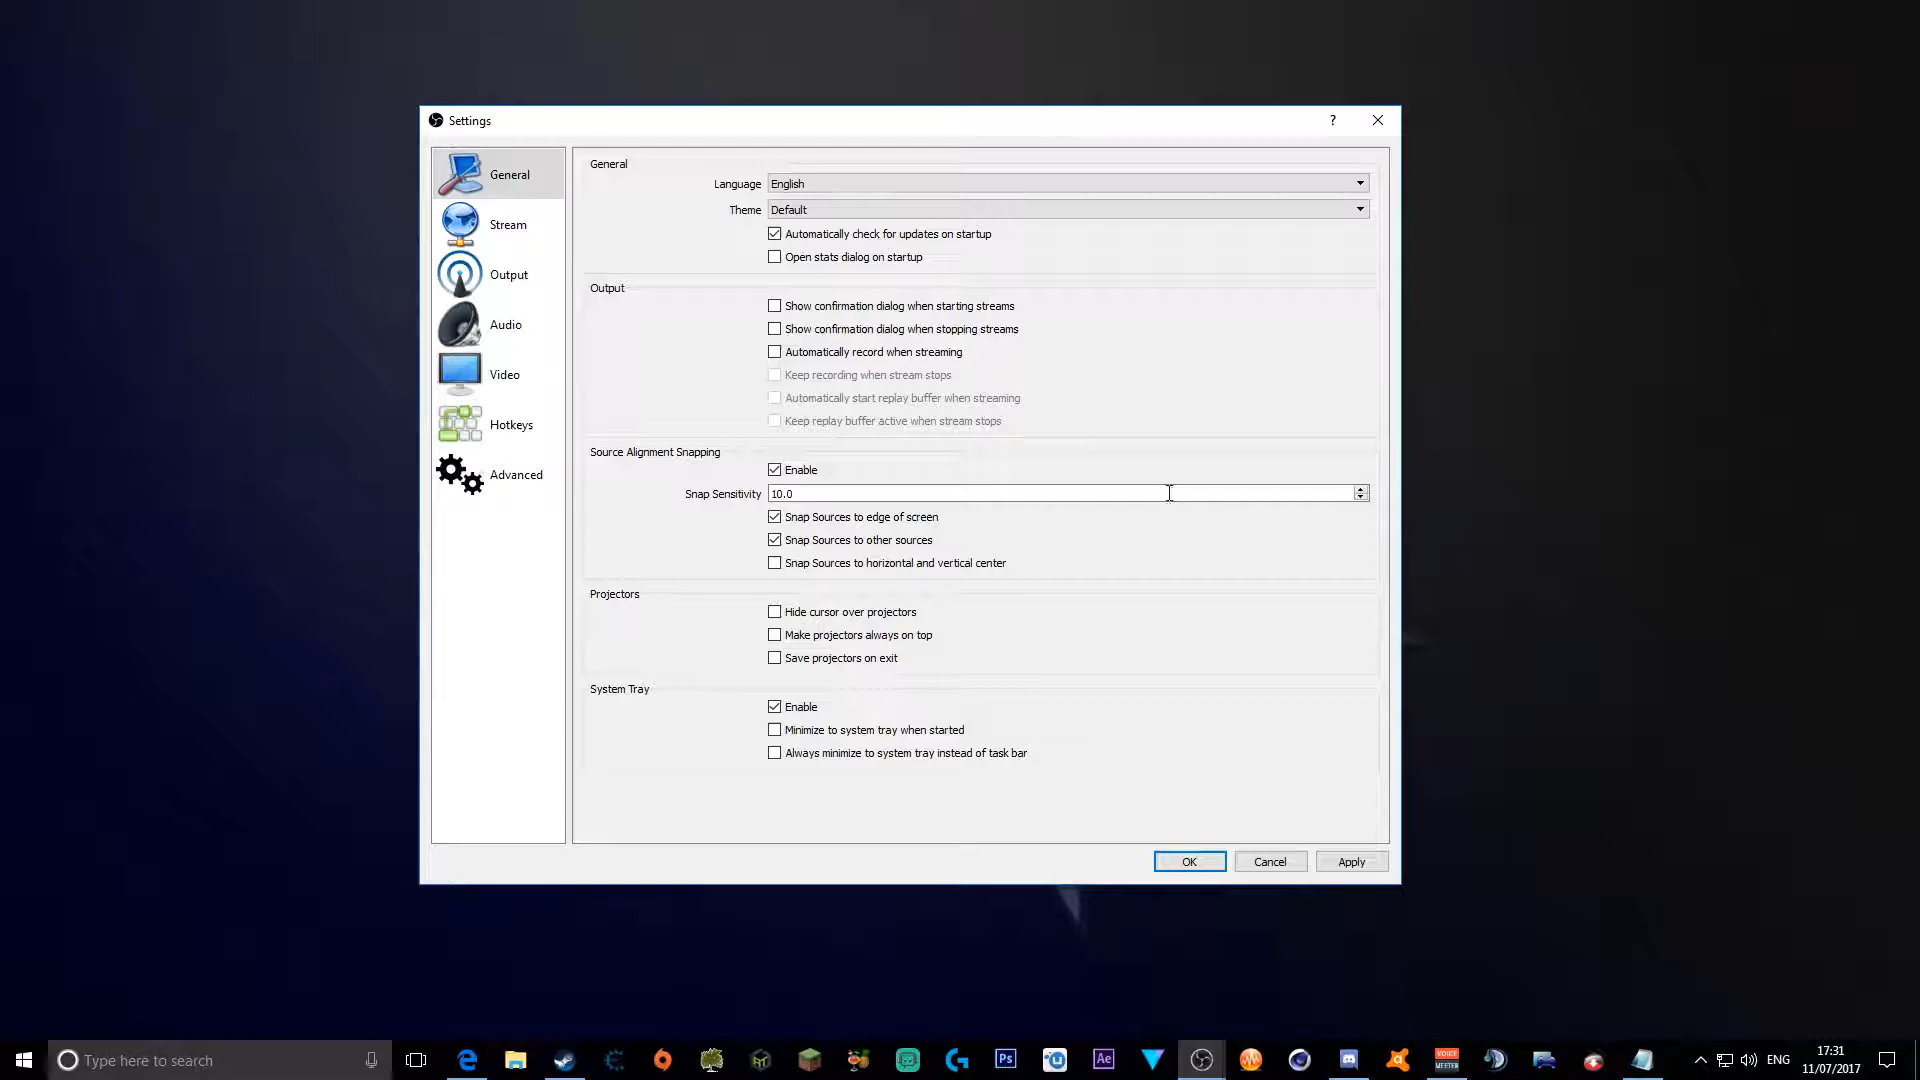 Settings
?
General
Stream
Output
Audio
Video
Hotkeys
Advanced
General
Language English
Theme Default
Automatically check for updates on startup
Open stats dialog on startup
Output
Show confirmation dialog when starting streams
Show confirmation dialog when stopping streams
Automatically record when streaming
Keep recording when stream stops
Automatically start replay buffer when streaming
Keep replay buffer active when stream stops
Source Alignment Snapping
Enable
Snap Sensitivity 10.0
Snap Sources to edge of screen
Snap Sources to other sources
Snap Sources to horizontal and vertical center
Projectors
Hide cursor over projectors
Make projectors always on top
Save projectors on exit
System Tray
Enable
Minimize to system tray when started
Always minimize to system tray instead of task bar
OK Cancel Apply
Type here to search
Ps
Ae
VOICE
MEETER
ENG
17:31
11/07/2017